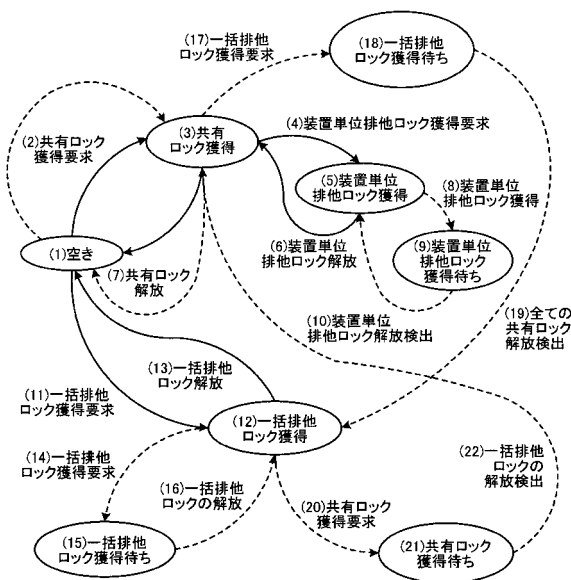 (17)一括排他
ロック獲得要求
(18)一括排他
ロック獲得待ち
(2)共有ロック
獲得要求
(3)共有
ロック獲得
(4)装置単位排他ロック獲得要求
(5)装置単位
排他ロック獲得
(8)装置単位
排他ロック獲得
(6)装置単位
排他ロック解放
(9)装置単位
排他ロック
獲得待ち
(1)空き
(7)共有ロック
解放
(10)装置単位
排他ロック解放検出
(19)全ての
共有ロック
解放検出
(11)一括排他
ロック獲得要求
(13)一括排他
ロック解放
(12)一括排他
ロック獲得
(14)一括排他
ロック獲得要求
(16)一括排他
ロックの解放
(22)一括排他
ロックの
解放検出
(20)共有ロック
獲得要求
(15)一括排他
ロック獲得待ち
(21)共有ロック
獲得待ち